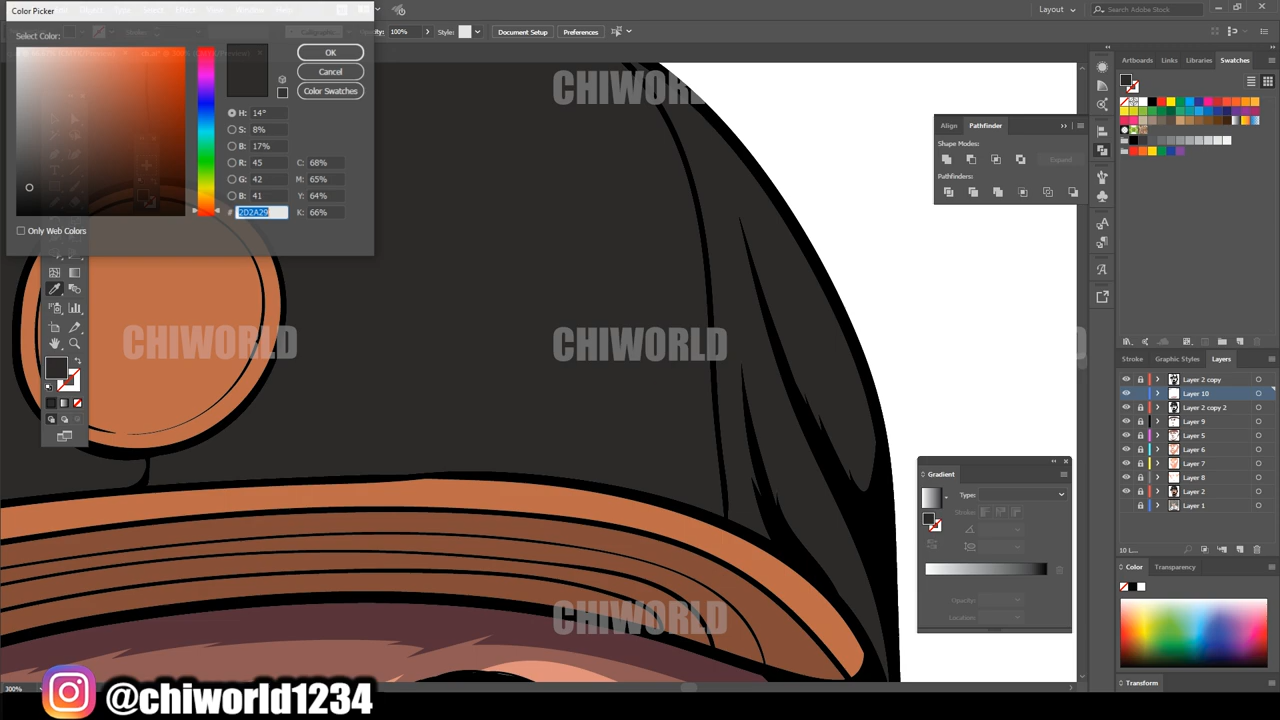 Color Picker
Select Color:
OK
Cancel
Color Swatches
H: 14°
S: 8%
B: 17%
R: 45
G: 42
B: 41
C: 68%
M: 65%
Y: 64%
K: 66%
# 2D2A29
Only Web Colors
Opacity: 100%
Style:
Document Setup
Preferences
Layout
Search Adobe Stock
Artboards
Links
Libraries
Swatches
Align
Pathfinder
Shape Modes:
Expand
Pathfinders:
Stroke
Graphic Styles
Layers
Layer 2 copy
Layer 10
Layer 2 copy 2
Layer 9
Layer 5
Layer 6
Layer 7
Layer 8
Layer 2
Layer 1
10 L...
Gradient
Type:
Stroke:
Opacity:
Location:
Color
Transparency
Transform
CHIWORLD
CHIWORLD
CHIWORLD
CHIWORLD
300%
@chiworld1234